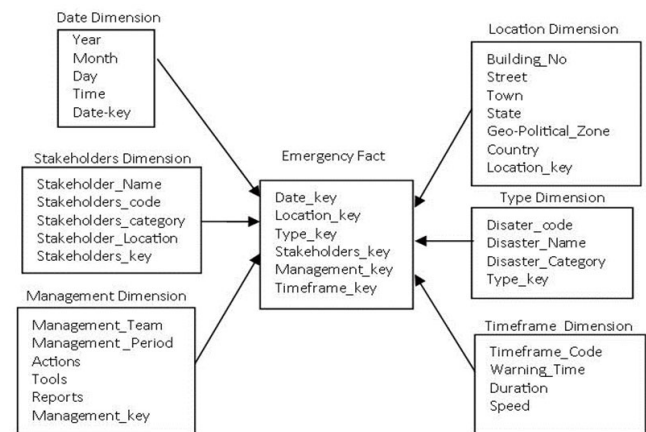 Date Dimension
Year
Month
Day
Time
Date-key
Stakeholders Dimension
Stakeholder_Name
Stakeholders_code
Stakeholders_category
Stakeholder_Location
Stakeholders_key
Management Dimension
Management_Team
Management_Period
Actions
Tools
Reports
Management_key
Emergency Fact
Date_key
Location_key
Type_key
Stakeholders_key
Management_key
Timeframe_key
Location Dimension
Building_No
Street
Town
State
Geo-Political_Zone
Country
Location_key
Type Dimension
Disater_code
Disaster_Name
Disaster_Category
Type_key
Timeframe Dimension
Timeframe_Code
Warning_Time
Duration
Speed